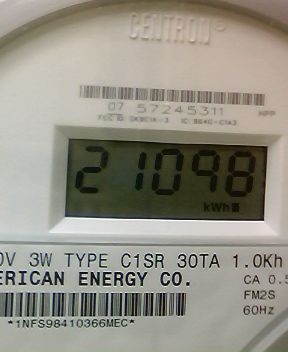 CENTRON®
07 57245311 HPP
21098
kWh
0V 3W TYPE C1SR 30TA 1.0Kh
ERICAN ENERGY CO.
CA 0.5
FM2S
60Hz
*1NFS98410366MEC*